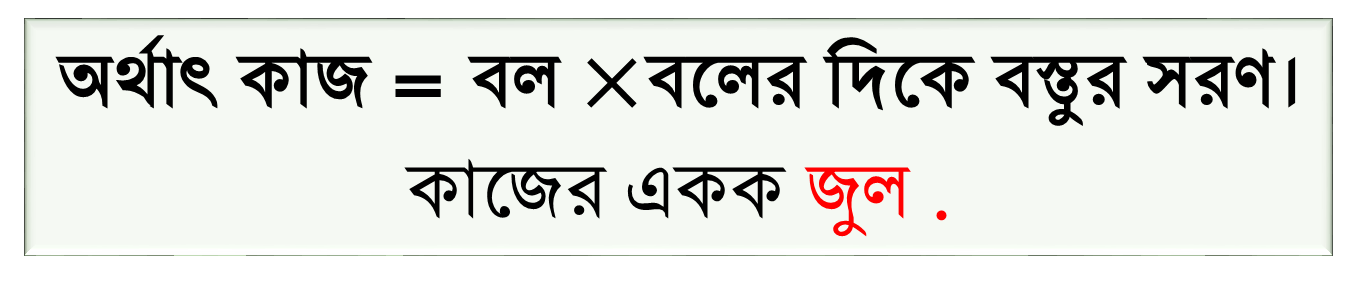 অর্থাৎ কাজ = বল ×বলের দিকে বস্তুর সরণ।
কাজের একক জুল .